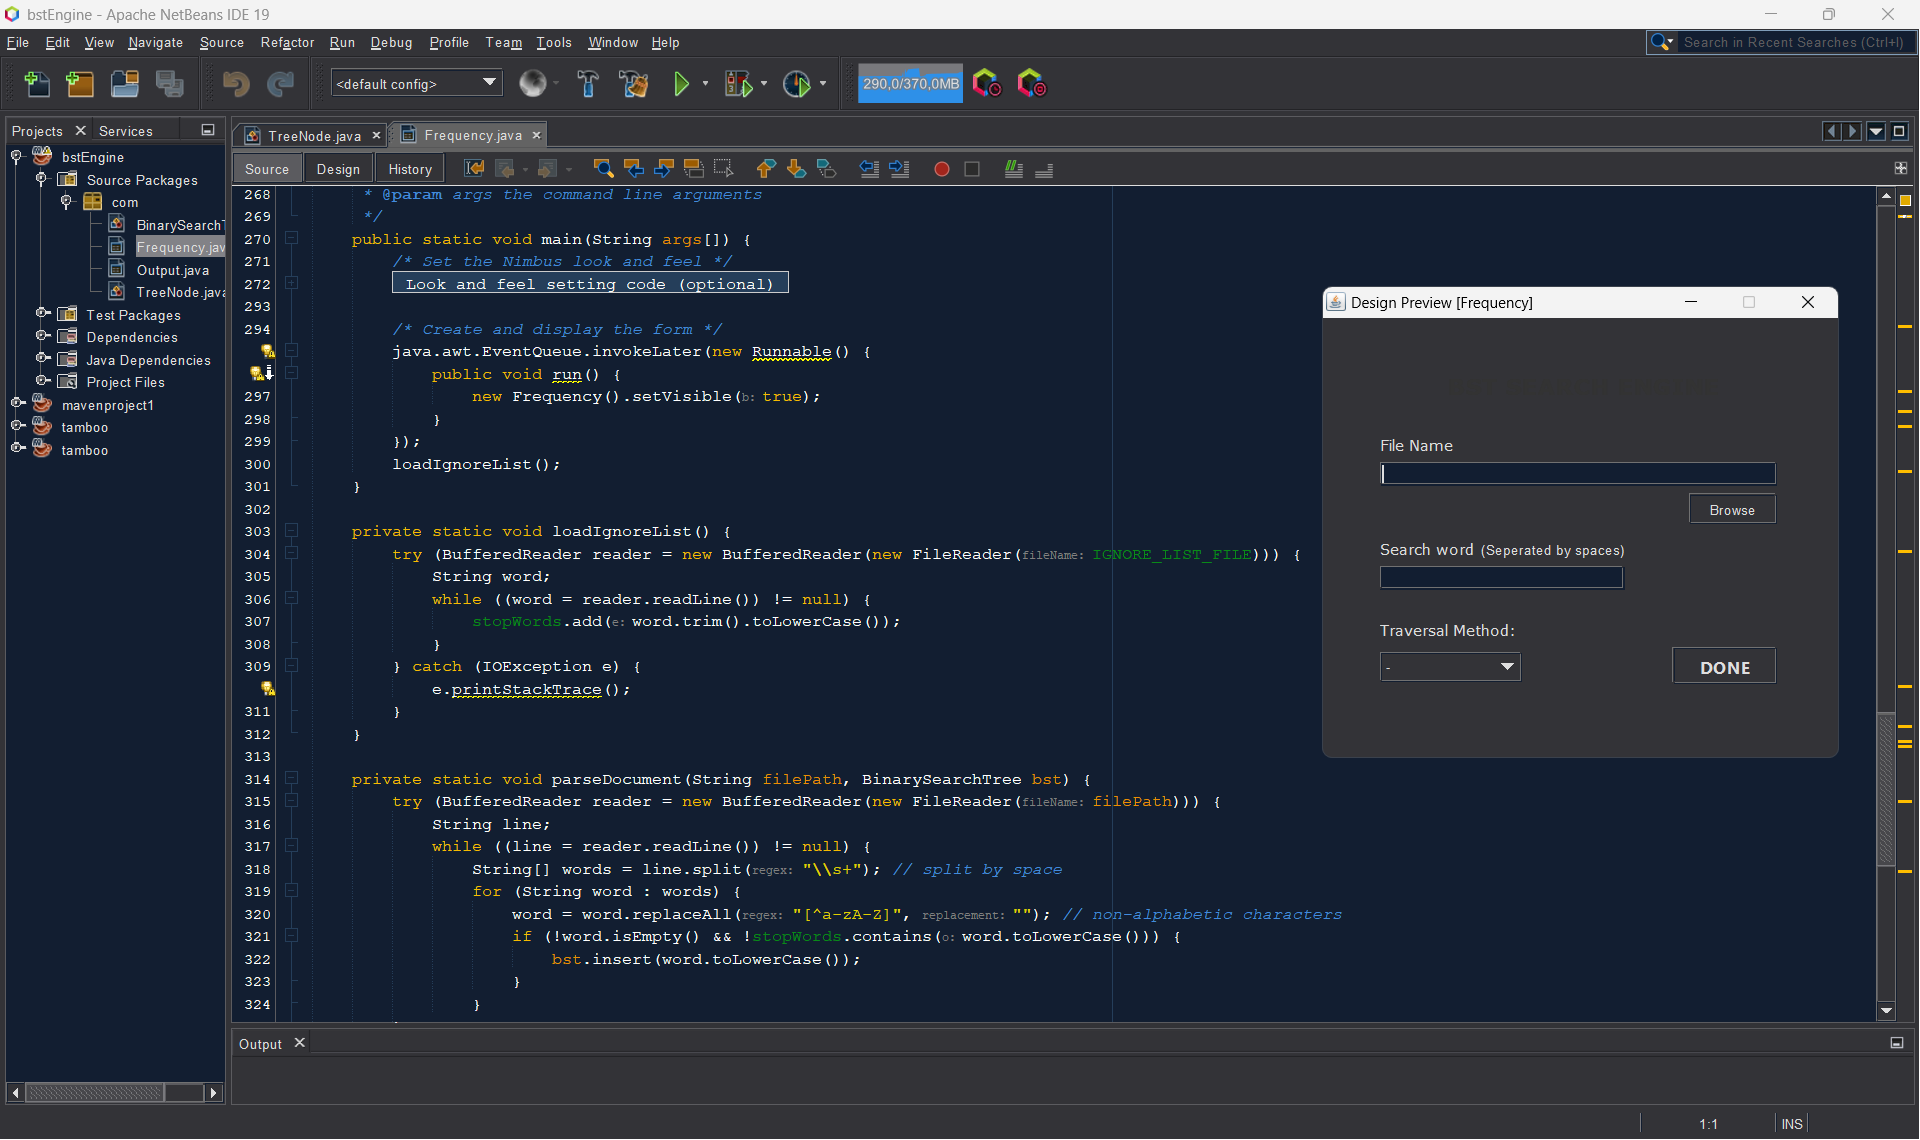 bstEngine - Apache NetBeans IDE 19
File Edit View Navigate Source Refactor Run Debug Profile Team Tools Window Help
Search in Recent Searches (Ctrl+I)
<default config>
290,0/370,0MB
Projects Services
bstEngine
Source Packages
com
BinarySearchT
Frequency.jav
Output.java
TreeNode.java
Test Packages
Dependencies
Java Dependencies
Project Files
mavenproject1
tamboo
tamboo
TreeNode.java Frequency.java
Source Design History
268 * @param args the command line arguments
269 */
270 public static void main(String args[]) {
271 /* Set the Nimbus look and feel */
272 Look and feel setting code (optional)
293
294 /* Create and display the form */
java.awt.EventQueue.invokeLater(new Runnable() {
public void run() {
297 new Frequency().setVisible(b: true);
298 }
299 });
300 loadIgnoreList();
301 }
302
303 private static void loadIgnoreList() {
304 try (BufferedReader reader = new BufferedReader(new FileReader(fileName: IGNORE_LIST_FILE))) {
305 String word;
306 while ((word = reader.readLine()) != null) {
307 stopWords.add(e: word.trim().toLowerCase());
308 }
309 } catch (IOException e) {
e.printStackTrace();
311 }
312 }
313
314 private static void parseDocument(String filePath, BinarySearchTree bst) {
315 try (BufferedReader reader = new BufferedReader(new FileReader(fileName: filePath))) {
316 String line;
317 while ((line = reader.readLine()) != null) {
318 String[] words = line.split(regex: "\\s+"); // split by space
319 for (String word : words) {
320 word = word.replaceAll(regex: "[^a-zA-Z]", replacement: ""); // non-alphabetic characters
321 if (!word.isEmpty() && !stopWords.contains(o: word.toLowerCase())) {
322 bst.insert(word.toLowerCase());
323 }
324 }
Design Preview [Frequency]
File Name
Browse
Search word (Seperated by spaces)
Traversal Method:
-
DONE
Output
1:1 INS